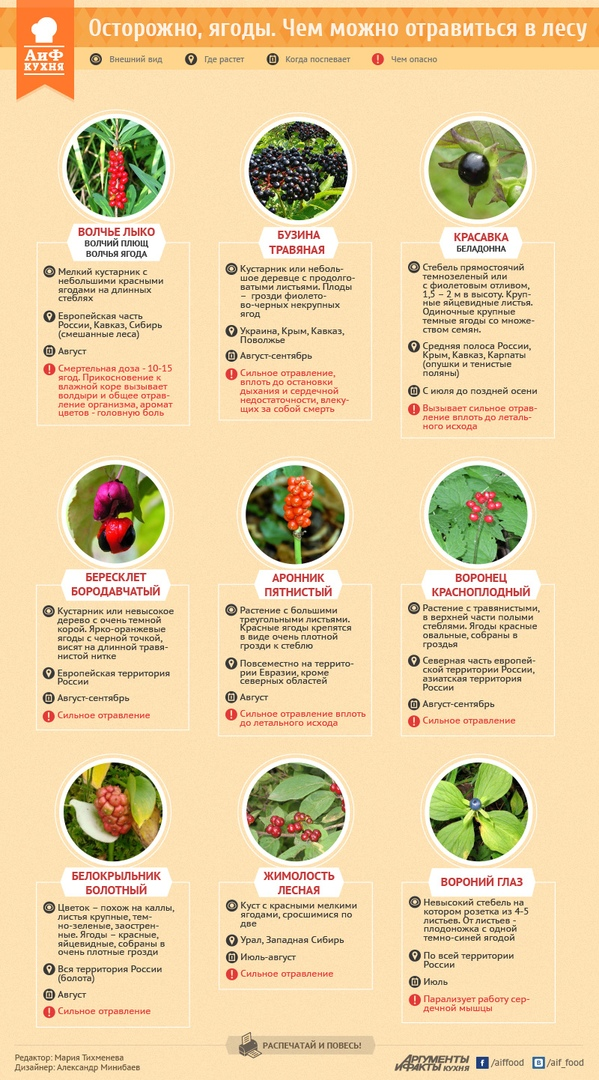 АиФ
КУХНЯ
Осторожно, ягоды. Чем можно отравиться в лесу
Внешний вид
Где растет
Когда поспевает
Чем опасно
ВОЛЧЬЕ ЛЫКО
ВОЛЧИЙ ПЛЮЩ
ВОЛЧЬЯ ЯГОДА
Мелкий кустарник с
небольшими красными
ягодами на длинных
стеблях
Европейская часть
России, Кавказ, Сибирь
(смешанные леса)
Август
Смертельная доза - 10-15
ягод. Прикосновение к
влажной коре вызывает
волдыри и общее отрав-
ление организма, аромат
цветов - головную боль
БУЗИНА
ТРАВЯНАЯ
Кустарник или неболь-
шое деревце с продолго-
ватыми листьями. Плоды
– грозди фиолето-
во-черных некрупных
ягод
Украина, Крым, Кавказ,
Поволжье
Август-сентябрь
Сильное отравление,
вплоть до остановки
дыхания и сердечной
недостаточности, влеку-
щих за собой смерть
КРАСАВКА
БЕЛАДОННА
Стебель прямостоячий
темнозеленый или
с фиолетовым отливом,
1,5 – 2 м в высоту. Круп-
ные яйцевидные листья.
Одиночные крупные
темные ягоды со множе-
ством семян.
Средняя полоса России,
Крым, Кавказ, Карпаты
(опушки и тенистые
поляны)
С июля до поздней осени
Вызывает сильное отрав-
ление вплоть до леталь-
ного исхода
БЕРЕСКЛЕТ
БОРОДАВЧАТЫЙ
Кустарник или невысокое
дерево с очень темной
корой. Ярко-оранжевые
ягоды с черной точкой,
висят на длинной травя-
нистой нитке
Европейская территория
России
Август-сентябрь
Сильное отравление
АРОННИК
ПЯТНИСТЫЙ
Растение с большими
треугольными листьями.
Красные ягоды крепятся
в виде очень плотной
грозди к стеблю
Повсеместно на террито-
рии Евразии, кроме
северных областей
Август
Сильное отравление вплоть
до летального исхода
ВОРОНЕЦ
КРАСНОПЛОДНЫЙ
Растение с травянистыми,
в верхней части полыми
стеблями. Ягоды красные
овальные, собраны в
гроздья
Северная часть европей-
ской территории России,
азиатская территория
России
Август-сентябрь
Сильное отравление
БЕЛОКРЫЛЬНИК
БОЛОТНЫЙ
Цветок – похож на каллы,
листья крупные, тем-
но-зеленые, заострен-
ные. Ягоды – красные,
яйцевидные, собраны в
очень плотные грозди
Вся территория России
(болота)
Август
Сильное отравление
ЖИМОЛОСТЬ
ЛЕСНАЯ
Куст с красными мелкими
ягодами, сросшимися по
две
Урал, Западная Сибирь
Июль-август
Сильное отравление
ВОРОНИЙ ГЛАЗ
Невысокий стебель на
котором розетка из 4-5
листьев. От листьев -
плодоножка с одной
темно-синей ягодой
По всей территории
России
Июль
Парализует работу сер-
дечной мышцы
РАСПЕЧАТАЙ И ПОВЕСЬ!
Редактор: Мария Тихменева
Дизайнер: Александр Минибаев
АРГУМЕНТЫ
И ФАКТЫ КУХНЯ
/aiffood
/aif_food